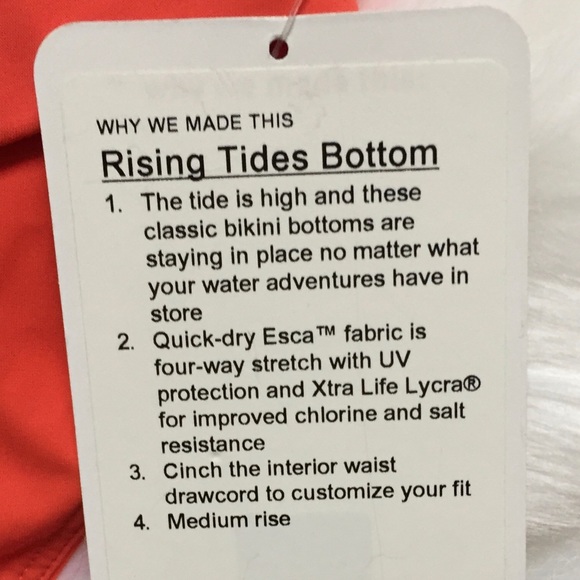 WHY WE MADE THIS
Rising Tides Bottom
1. The tide is high and these
classic bikini bottoms are
staying in place no matter what
your water adventures have in
store
2. Quick-dry Esca™ fabric is
four-way stretch with UV
protection and Xtra Life Lycra®
for improved chlorine and salt
resistance
3. Cinch the interior waist
drawcord to customize your fit
4. Medium rise